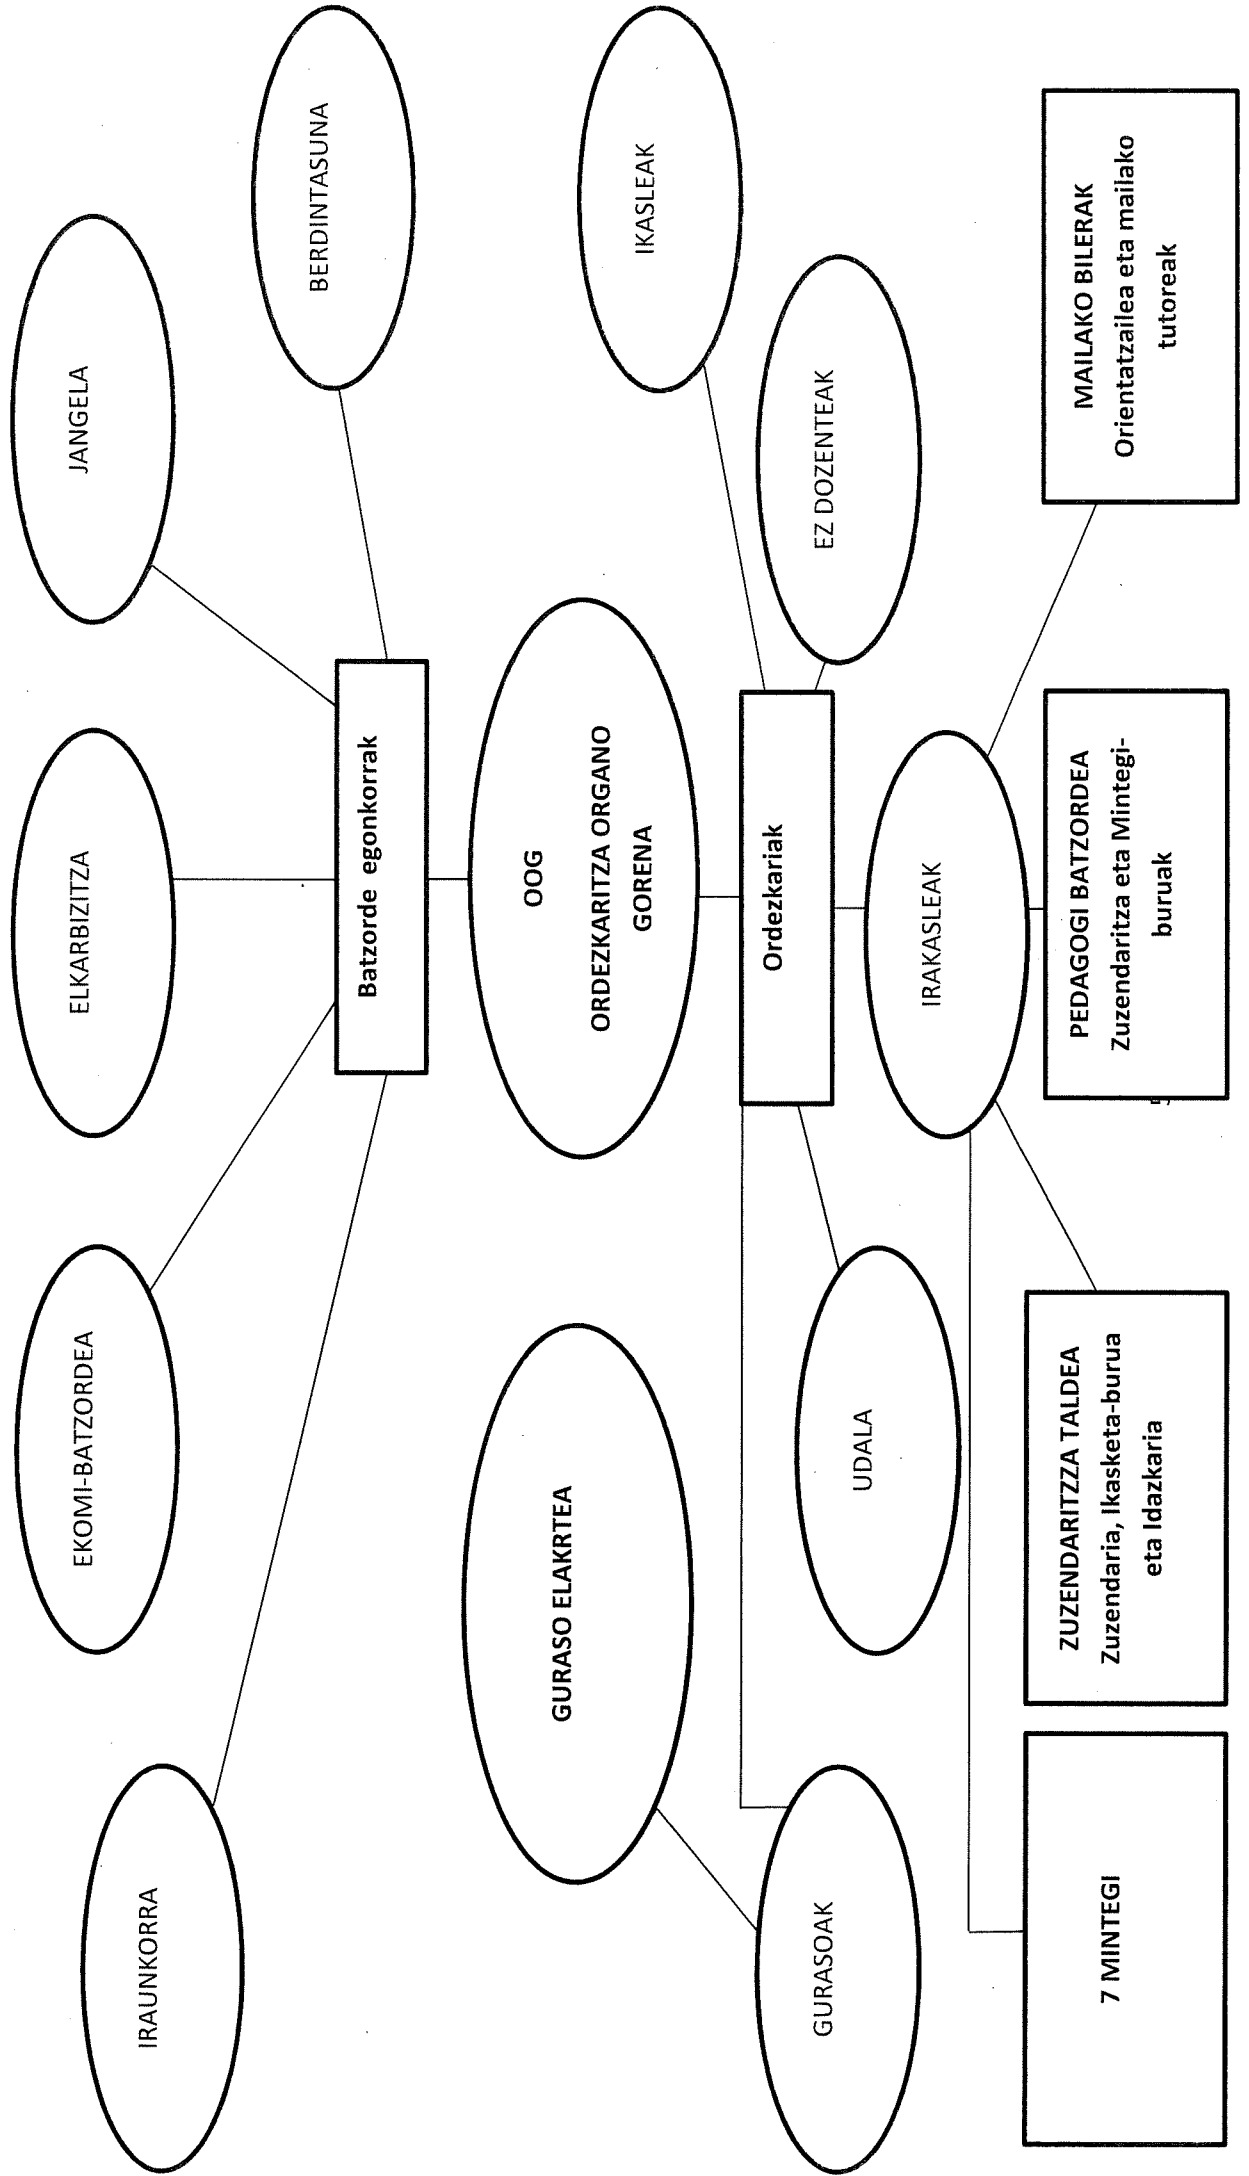 IRAUNKORRA
EKOMI-BATZORDEA
ELKARBIZITZA
JANGELA
BERDINTASUNA
Batzorde egonkorrak
OOG
ORDEZKARITZA ORGANO
GORENA
GURASO ELAKRTEA
Ordezkariak
IKASLEAK
EZ DOZENTEAK
GURASOAK
UDALA
IRAKASLEAK
7 MINTEGI
ZUZENDARITZA TALDEA
Zuzendaria, Ikasketa-burua
eta Idazkaria
PEDAGOGI BATZORDEA
Zuzendaritza eta Mintegi-
buruak
MAILAKO BILERAK
Orientatzailea eta mailako
tutoreak